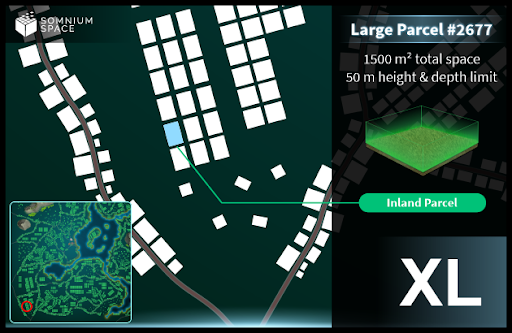 SOMNIUM
SPACE
Large Parcel #2677
1500 m² total space
50 m height & depth limit
Inland Parcel
XL